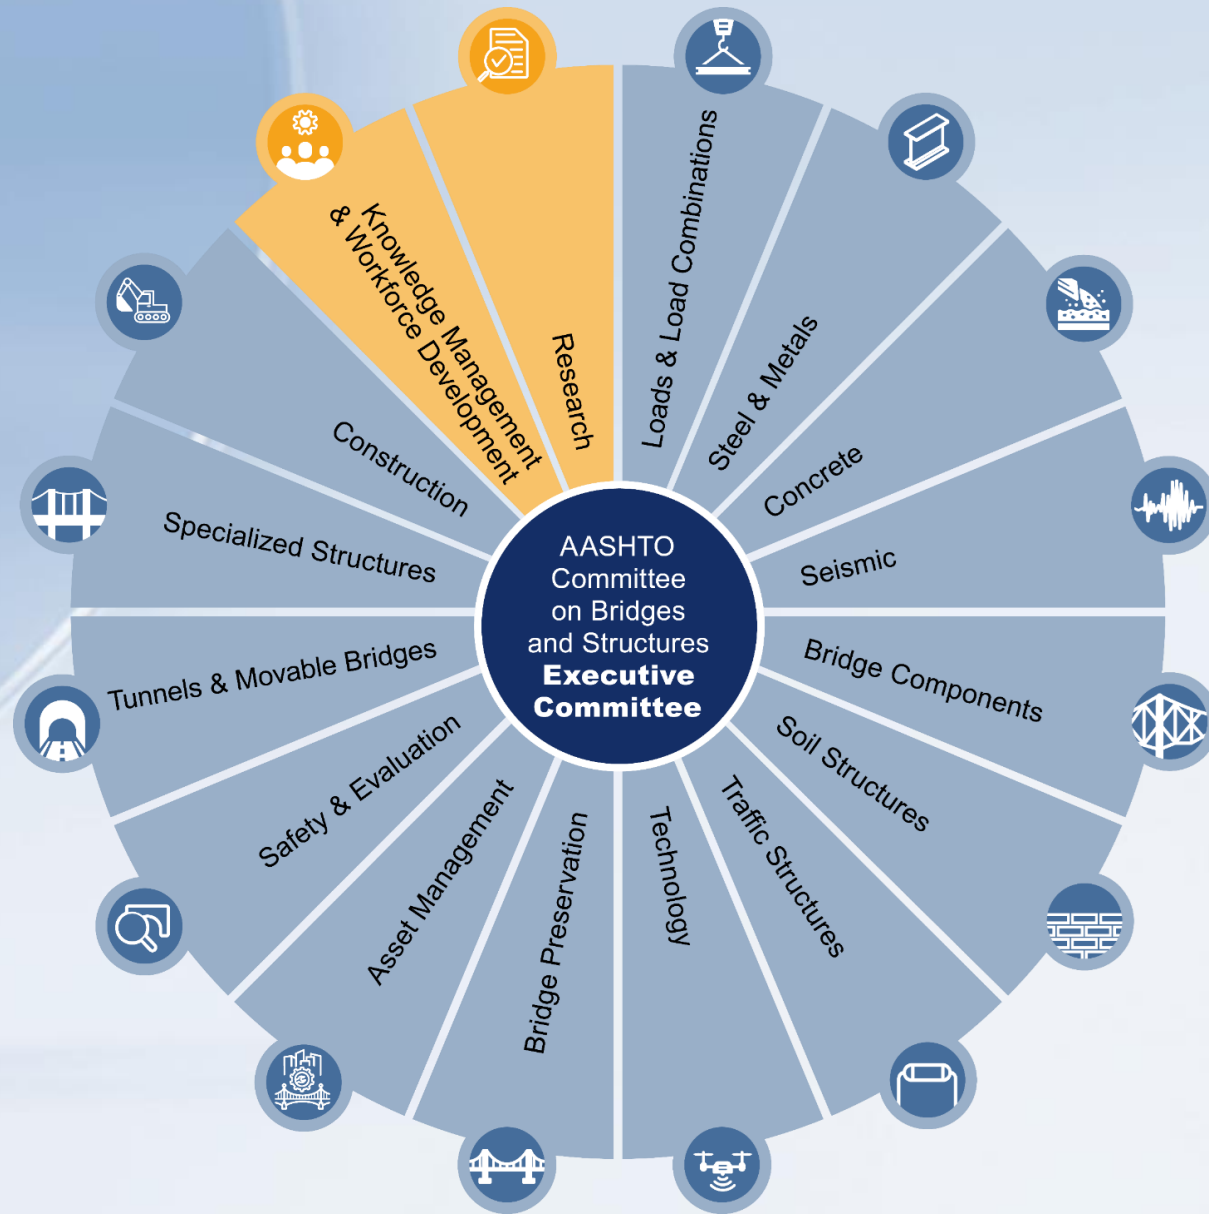 AASHTO
Committee
on Bridges
and Structures
Executive
Committee
Loads & Load Combinations
Steel & Metals
Concrete
Seismic
Bridge Components
Soil Structures
Traffic Structures
Technology
Bridge Preservation
Asset Management
Safety & Evaluation
Tunnels & Movable Bridges
Specialized Structures
Construction
Knowledge Management
& Workforce Development
Research